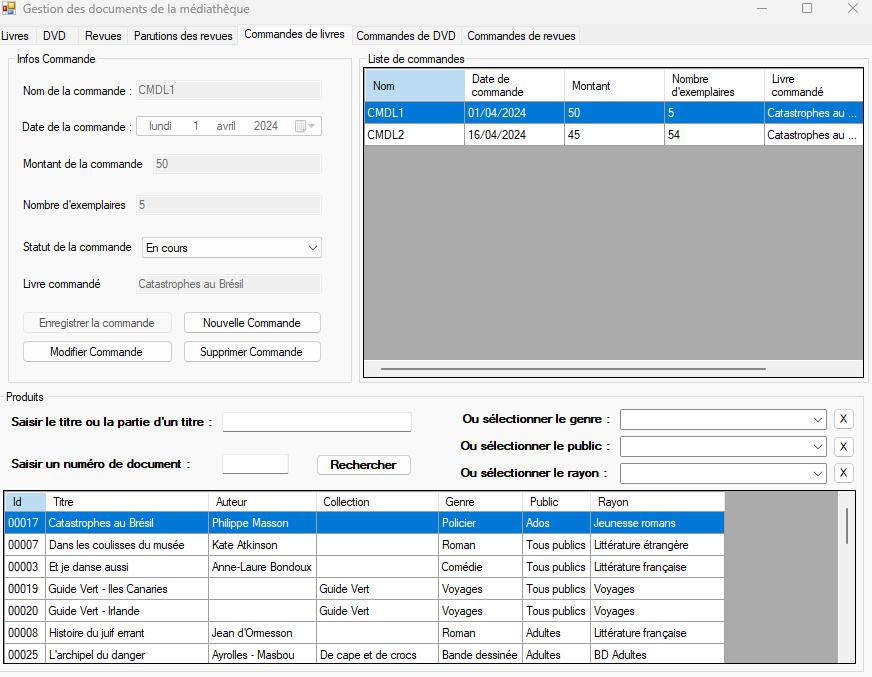 Gestion des documents de la médiathèque
Livres DVD Revues Parutions des revues Commandes de livres Commandes de DVD Commandes de revues
Infos Commande
Nom de la commande : CMDL1
Date de la commande : lundi 1 avril 2024
Montant de la commande 50
Nombre d'exemplaires 5
Statut de la commande En cours
Livre commandé Catastrophes au Brésil
Enregistrer la commande Nouvelle Commande
Modifier Commande Supprimer Commande
Liste de commandes
Nom Date de commande Montant Nombre d'exemplaires Livre commandé
CMDL1 01/04/2024 50 5 Catastrophes au ...
CMDL2 16/04/2024 45 54 Catastrophes au ...
Produits
Saisir le titre ou la partie d'un titre : Ou sélectionner le genre : X
Ou sélectionner le public : X
Saisir un numéro de document : Rechercher Ou sélectionner le rayon : X
Id Titre Auteur Collection Genre Public Rayon
00017 Catastrophes au Brésil Philippe Masson Policier Ados Jeunesse romans
00007 Dans les coulisses du musée Kate Atkinson Roman Tous publics Littérature étrangère
00003 Et je danse aussi Anne-Laure Bondoux Comédie Tous publics Littérature française
00019 Guide Vert - Iles Canaries Guide Vert Voyages Tous publics Voyages
00020 Guide Vert - Irlande Guide Vert Voyages Tous publics Voyages
00008 Histoire du juif errant Jean d'Ormesson Roman Adultes Littérature française
00025 L'archipel du danger Ayrolles - Masbou De cape et de crocs Bande dessinée Adultes BD Adultes